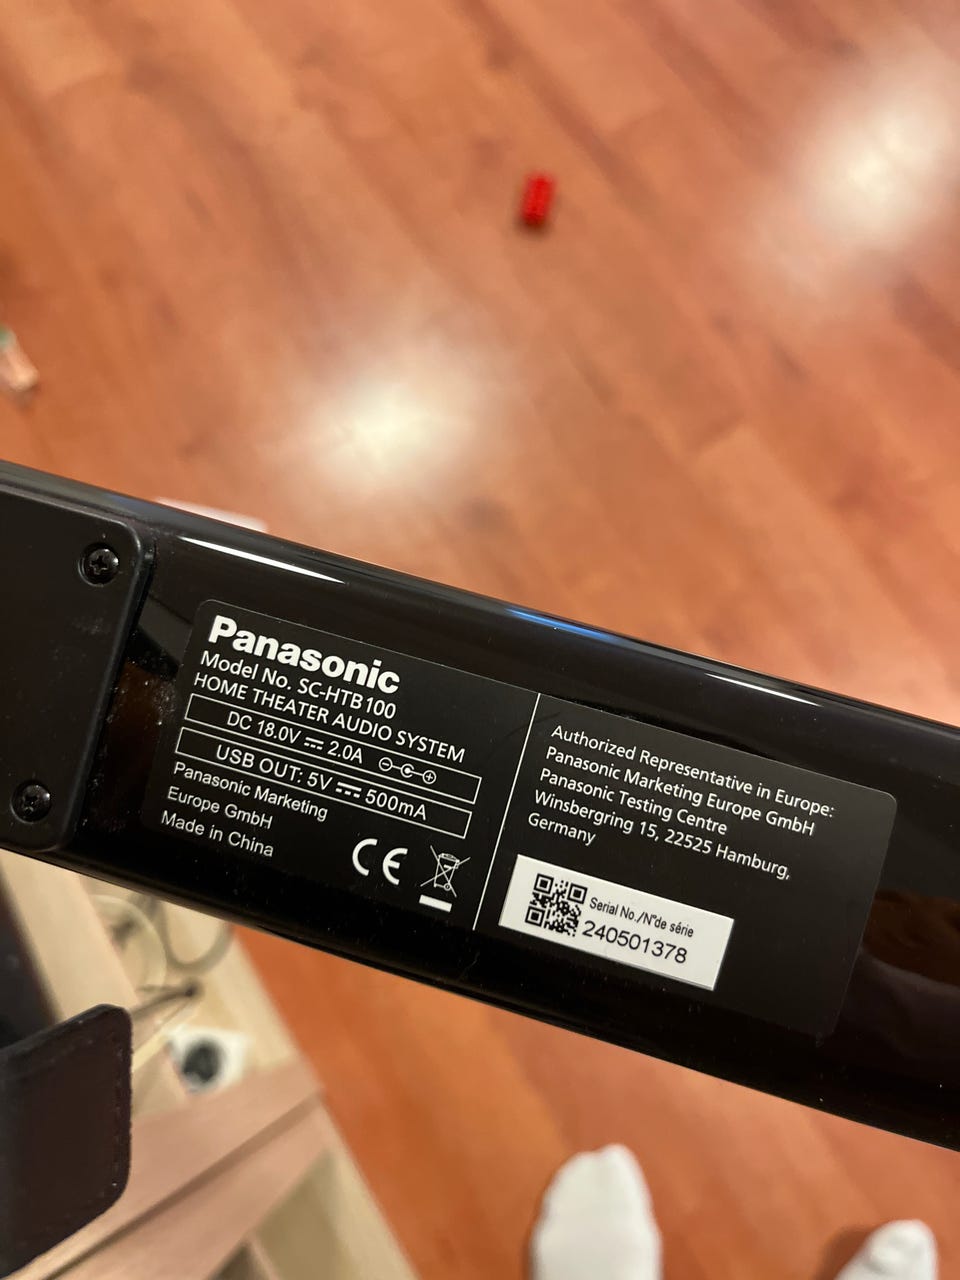 Panasonic
Model No. SC-HTB100
HOME THEATER AUDIO SYSTEM
DC 18.0V ⎓ 2.0A
USB OUT: 5V ⎓ 500mA
Panasonic Marketing
Europe GmbH
Made in China
CE
Authorized Representative in Europe:
Panasonic Marketing Europe GmbH
Panasonic Testing Centre
Winsbergring 15, 22525 Hamburg,
Germany
Serial No./N°de série
240501378